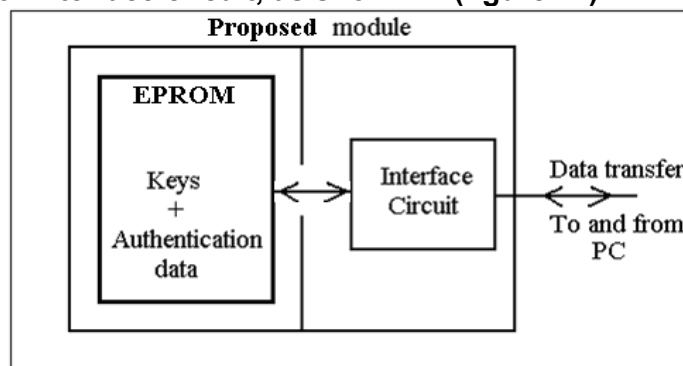 Proposed module
EPROM
Keys
+
Authentication
data
Interface
Circuit
Data transfer
To and from
PC